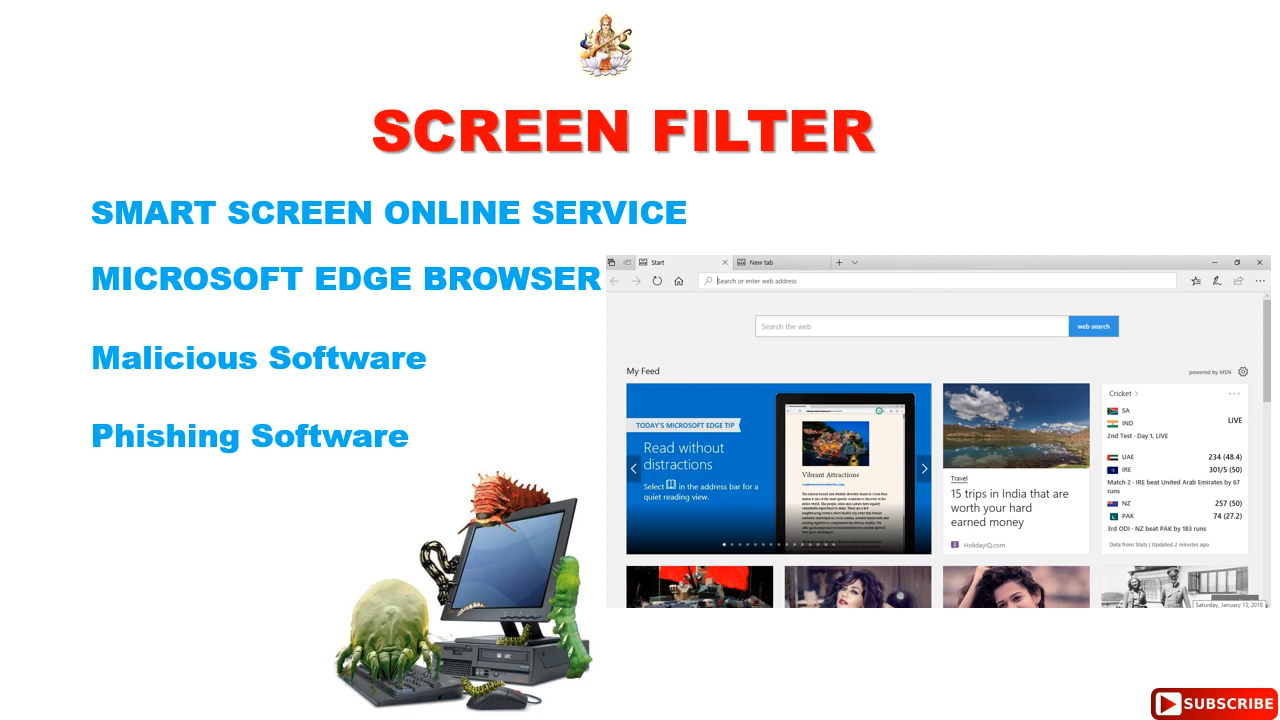 SCREEN FILTER
SMART SCREEN ONLINE SERVICE
MICROSOFT EDGE BROWSER
Malicious Software
Phishing Software
Start
New tab
Search or enter web address
Search the web
web search
My Feed
powered by MSN
TODAY'S MICROSOFT EDGE TIP
Read without
distractions
Select in the address bar for a
quiet reading view.
Vibrant Attractions
Travel
15 trips in India that are
worth your hard
earned money
HolidayIQ.com
Cricket
SA
IND
LIVE
2nd Test · Day 1, LIVE
UAE 234 (48.4)
IRE 301/5 (50)
Match 2 · IRE beat United Arab Emirates by 67
runs
NZ 257 (50)
PAK 74 (27.2)
3rd ODI · NZ beat PAK by 183 runs
Data from Stats | Updated 2 minutes ago
Saturday, January 13, 2018
SUBSCRIBE